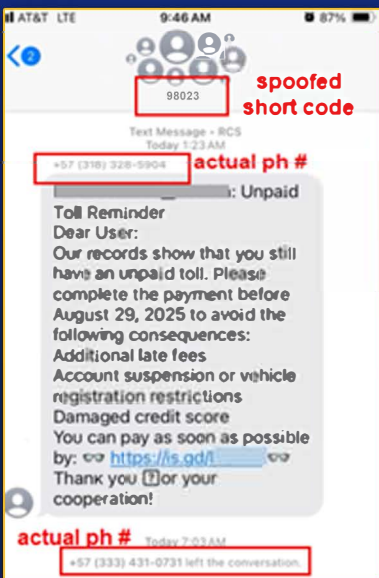 AT&T LTE 9:46 AM 87%
2
98023
spoofed
short code
Text Message • RCS
Today 1:23 AM
+57 (318) 328-5904
actual ph #
: Unpaid
Toll Reminder
Dear User:
Our records show that you still
have an unpaid toll. Please
complete the payment before
August 29, 2025 to avoid the
following consequences:
Additional late fees
Account suspension or vehicle
registration restrictions
Damaged credit score
You can pay as soon as possible
by: 👓 https://is.gd/l 👓
Thank you ⍰or your
cooperation!
actual ph #
Today 7:03 AM
+57 (333) 431-0731 left the conversation.